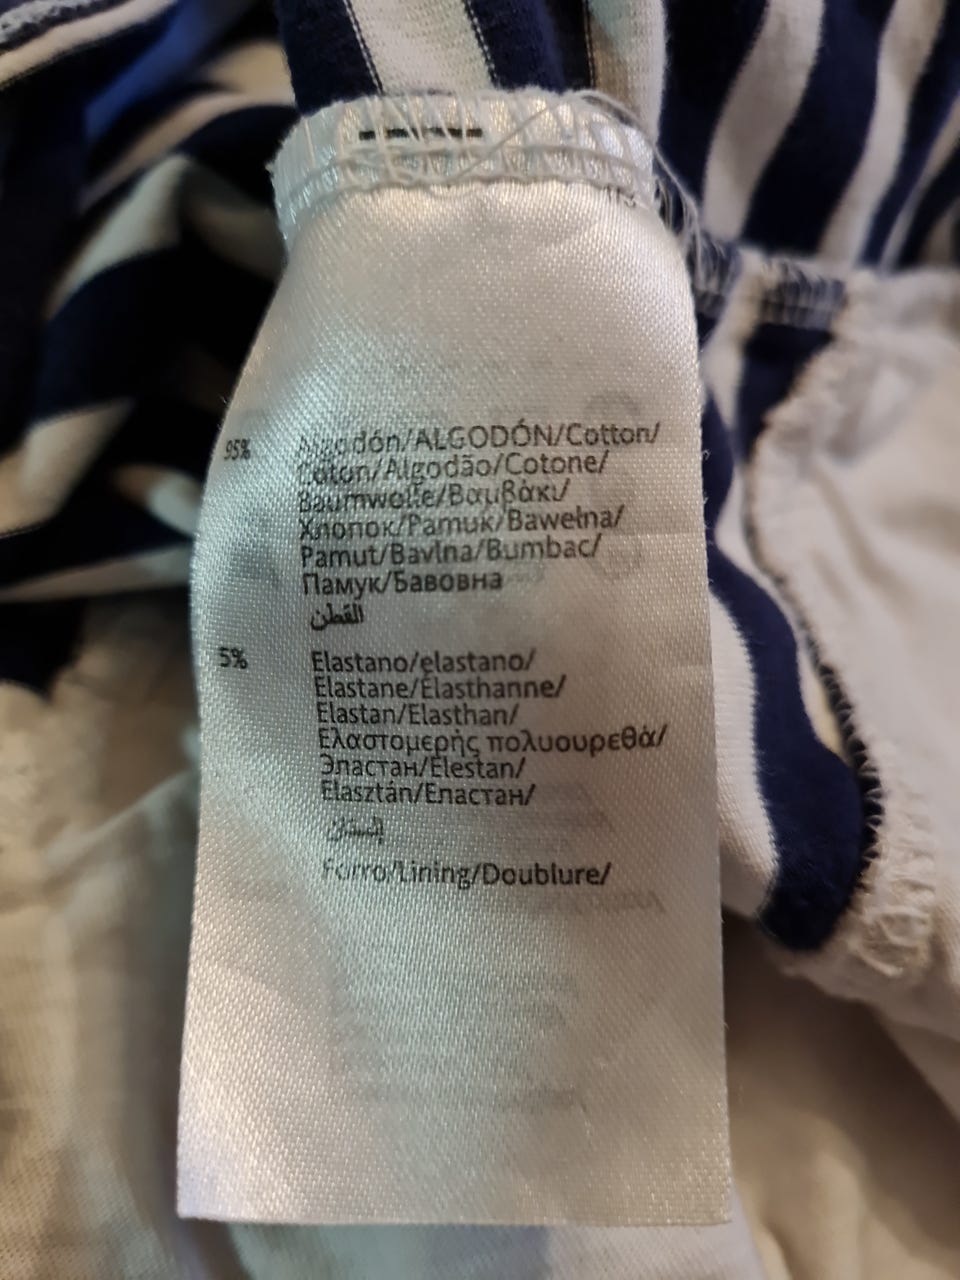 95% Algodón/ALGODÓN/Cotton/
Coton/Algodão/Cotone/
Baumwolle/Βαμβάκι/
Хлопок/Pamuk/Bawełna/
Pamut/Bavlna/Bumbac/
Памук/Бавовна
القطن
5% Elastano/elastano/
Elastane/Élasthanne/
Elastan/Elasthan/
Ελαστομερής πολυουρεθά/
Эластан/Elestan/
Elasztán/Еластан/
إلستان
Forro/Lining/Doublure/